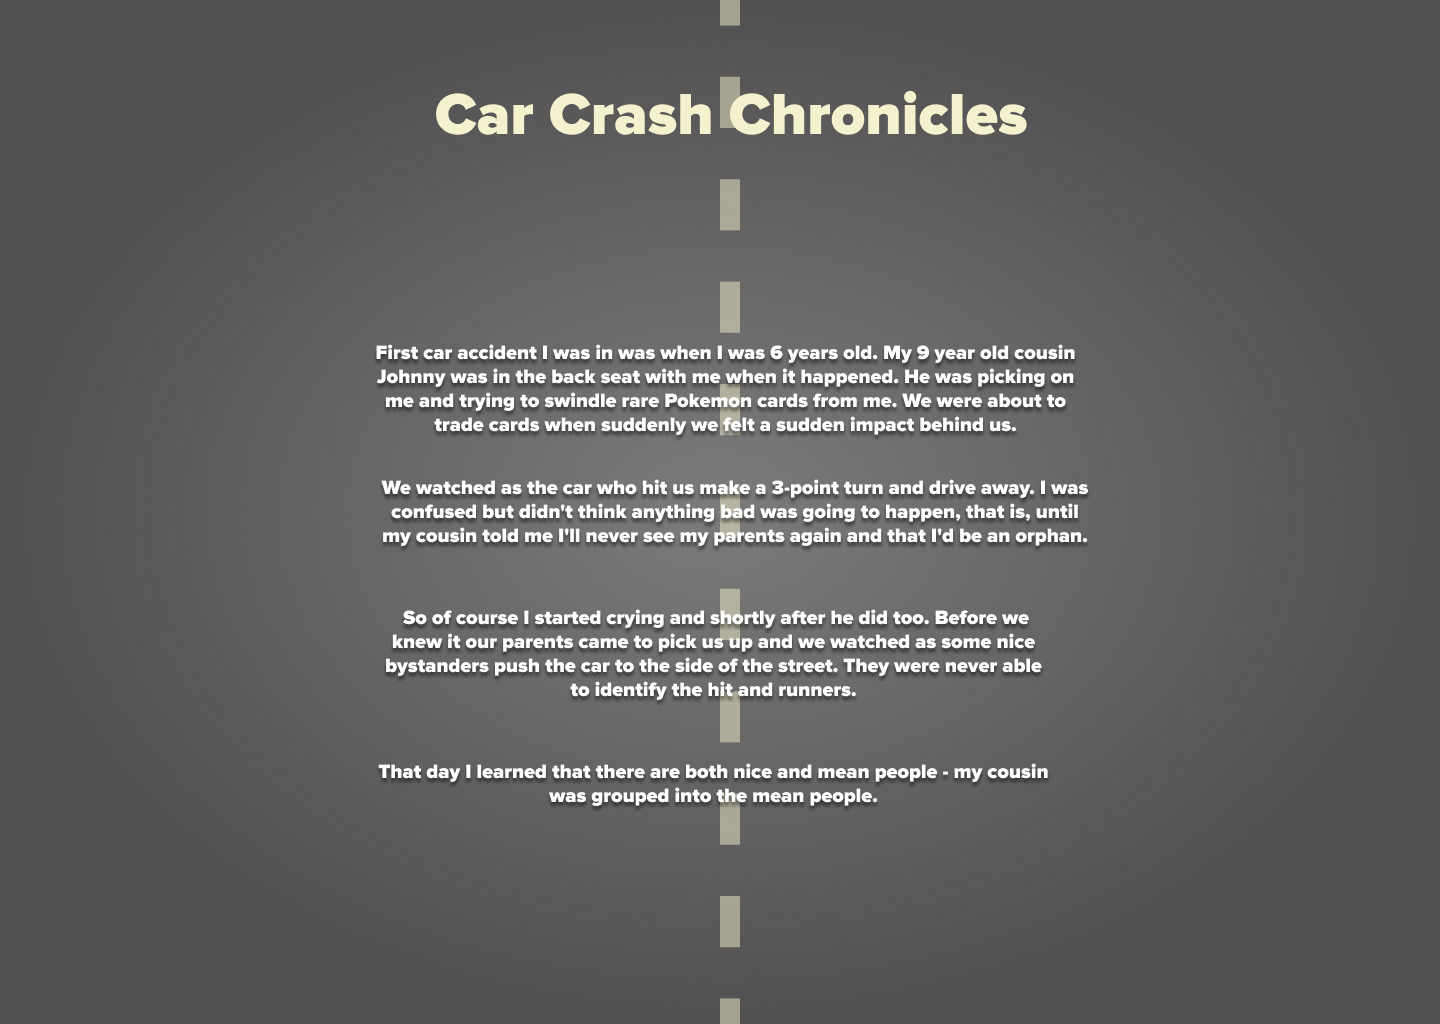 Car Crash Chronicles
First car accident I was in was when I was 6 years old. My 9 year old cousin
Johnny was in the back seat with me when it happened. He was picking on
me and trying to swindle rare Pokemon cards from me. We were about to
trade cards when suddenly we felt a sudden impact behind us.
We watched as the car who hit us make a 3-point turn and drive away. I was
confused but didn't think anything bad was going to happen, that is, until
my cousin told me I'll never see my parents again and that I'd be an orphan.
So of course I started crying and shortly after he did too. Before we
knew it our parents came to pick us up and we watched as some nice
bystanders push the car to the side of the street. They were never able
to identify the hit and runners.
That day I learned that there are both nice and mean people - my cousin
was grouped into the mean people.